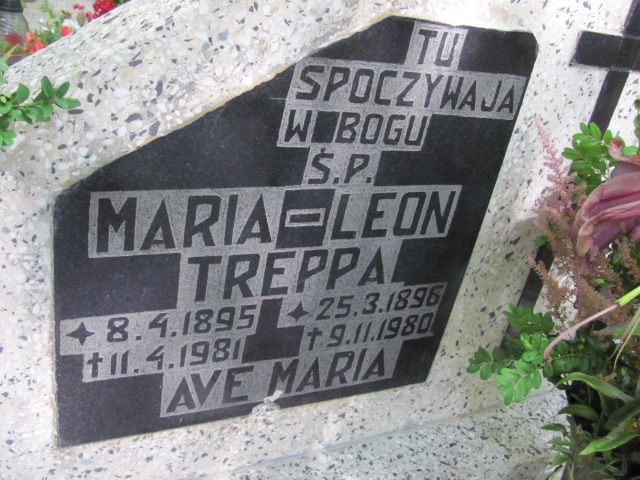 TU
SPOCZYWAJA
W BOGU
Ś.P.
MARIA-LEON
TREPPA
✦ 8.4.1895 ✦ 25.3.1896
†11.4.1981 †9.11.1980
AVE MARIA